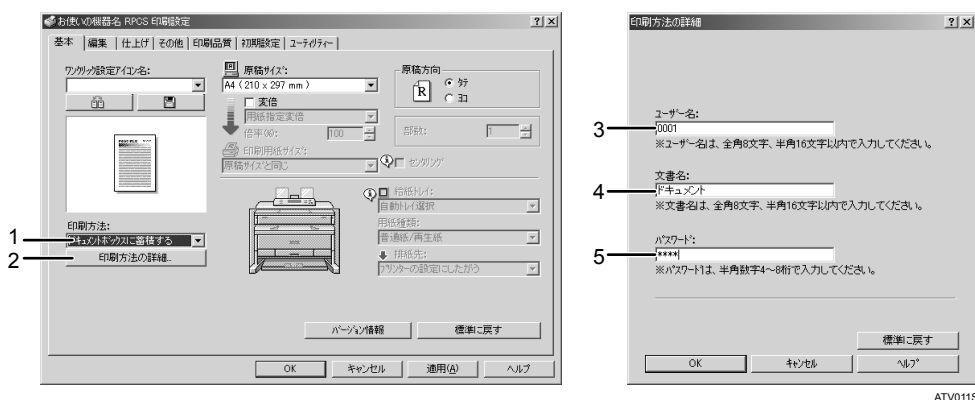 お使いの機器名 RPCS 印刷設定
基本 編集 仕上げ その他 印刷品質 初期設定 ユーティリティー
ワンクリック設定アイコン名:
原稿サイズ:
A4 (210 x 297 mm)
変倍
用紙指定変倍
倍率(%): 100
印刷用紙サイズ:
原稿サイズと同じ
センタリング
原稿方向
R
タテ
ヨコ
部数: 1
給紙トレイ:
自動トレイ選択
用紙種類:
普通紙/再生紙
排紙先:
プリンターの設定にしたがう
1
印刷方法:
ドキュメントボックスに蓄積する
2
印刷方法の詳細...
バージョン情報
標準に戻す
OK
キャンセル
適用(A)
ヘルプ
印刷方法の詳細
ユーザー名:
3
0001
※ユーザー名は、全角8文字、半角16文字以内で入力してください。
文書名:
4
ドキュメント
※文書名は、全角8文字、半角16文字以内で入力してください。
パスワード:
5
****
※パスワードは、半角数字4～8桁で入力してください。
標準に戻す
OK
キャンセル
ヘルプ
ATV011S